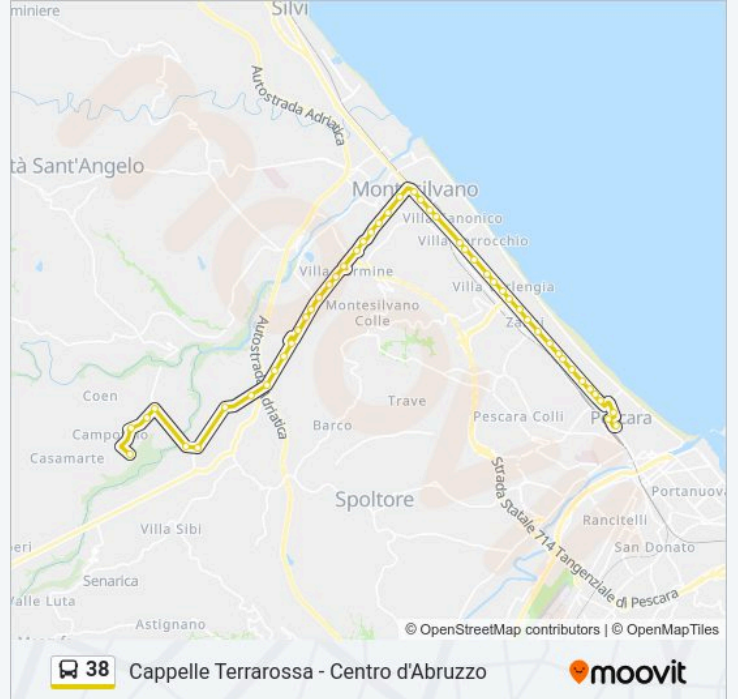 miniere
Silvi
Autostrada Adriatica
tà Sant'Angelo
Montesilvano
Villa Canonico
Villa Verrocchio
Villa Carmine
Villa Verlengia
Montesilvano
Colle
Zanni
Autostrada Adriatica
Coen
Trave
Campo
Barco
Pescara Colli
Pescara
Casamarte
Strada Statale 714 Tangenziale di Pescara
Spoltore
Portanuova
Rancitelli
Villa Sibi
San Donato
eri
Senarica
Valle Luta
Astignano
© OpenStreetMap contributors | © OpenMapTiles
38 Cappelle Terrarossa - Centro d'Abruzzo
moovit